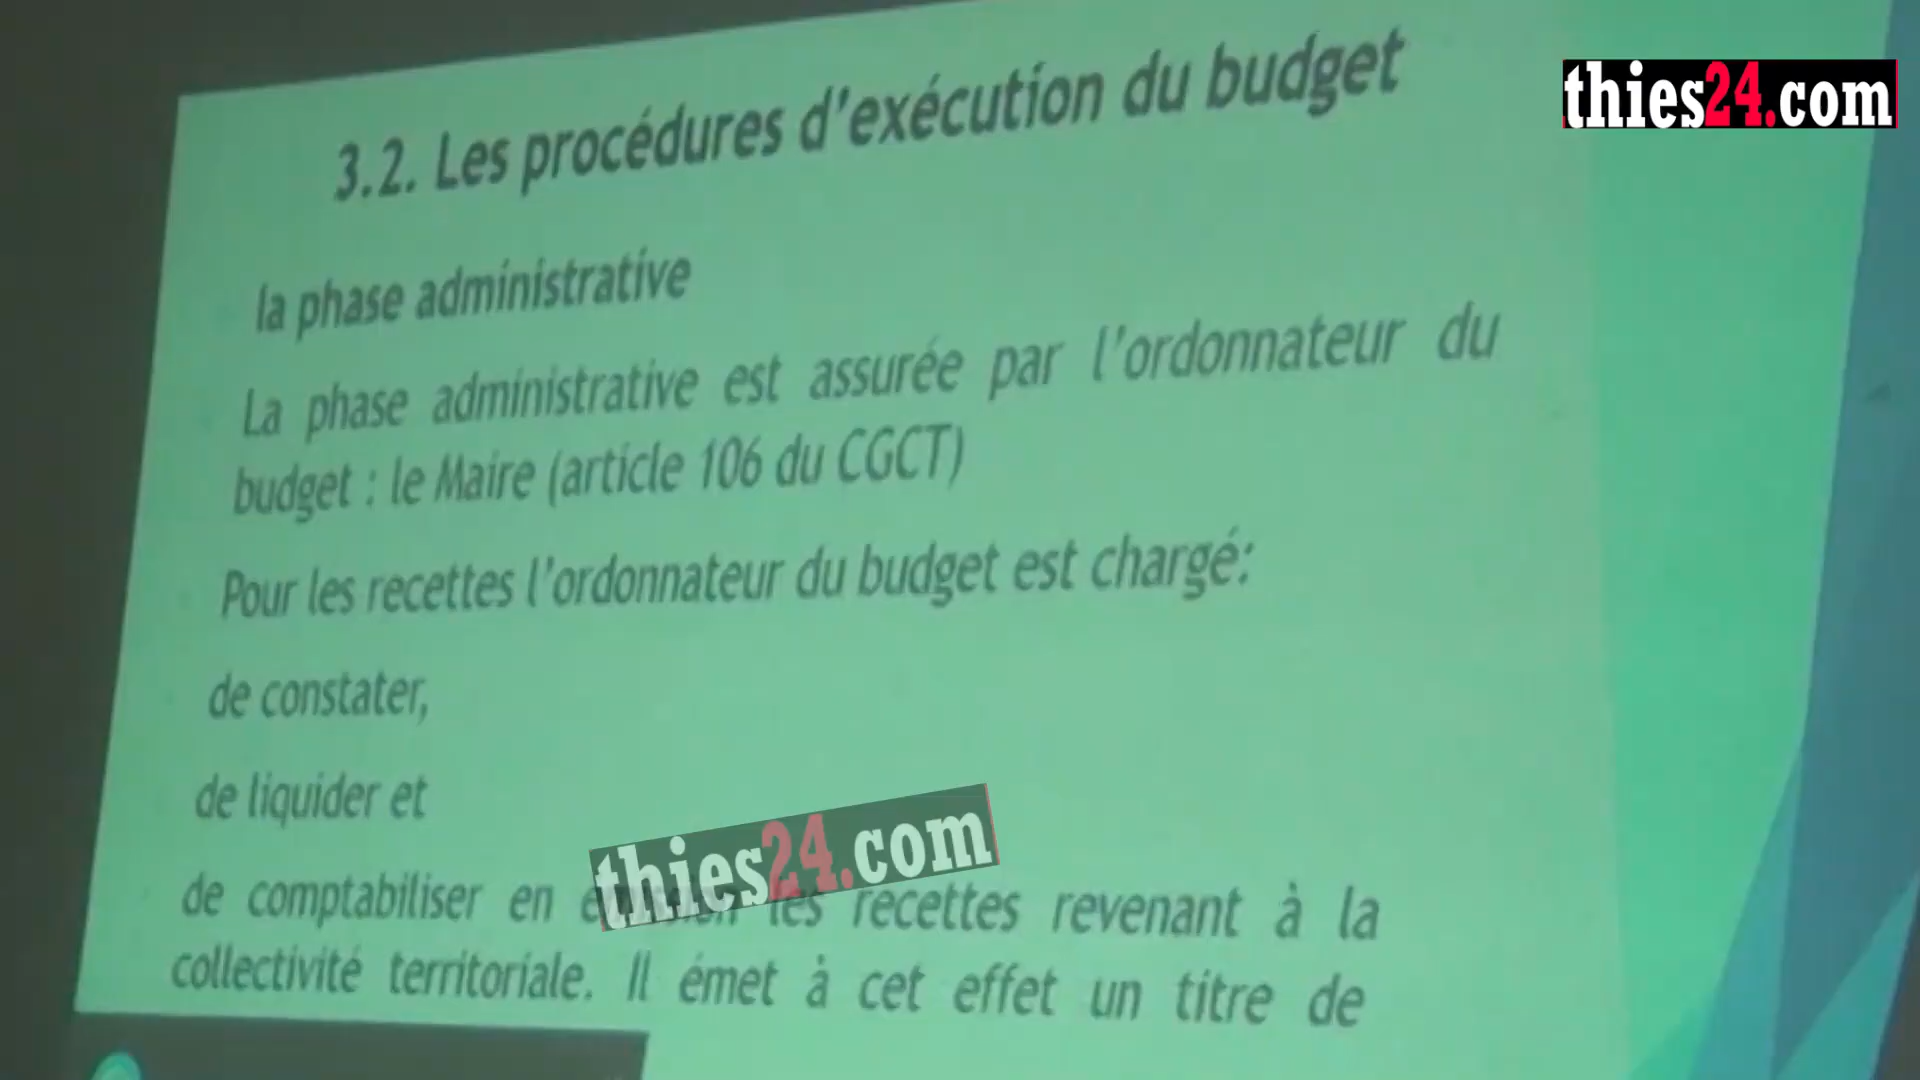 thies24.com
3.2. Les procédures d'exécution du budget
la phase administrative
La phase administrative est assurée par l'ordonnateur du
budget : le Maire (article 106 du CGCT)
Pour les recettes l'ordonnateur du budget est chargé:
de constater,
de liquider et
thies24.com
de comptabiliser en les recettes revenant à la
collectivité territoriale. Il émet à cet effet un titre de